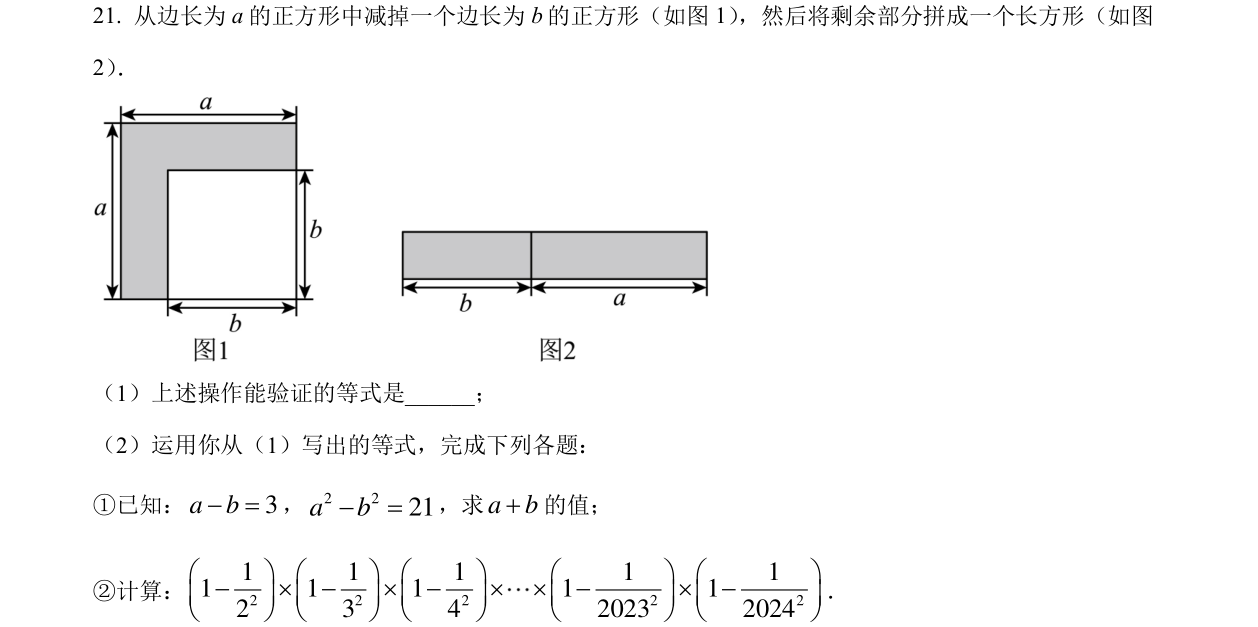 21. 从边长为 a 的正方形中减掉一个边长为 b 的正方形（如图 1），然后将剩余部分拼成一个长方形（如图
2）.
a
a
b
b
图1
b
a
图2
（1）上述操作能验证的等式是______；
（2）运用你从（1）写出的等式，完成下列各题：
①已知：a－b＝3，a²－b²＝21，求 a＋b 的值；
②计算：(1－1/2²)×(1－1/3²)×(1－1/4²)×⋯×(1－1/2023²)×(1－1/2024²).